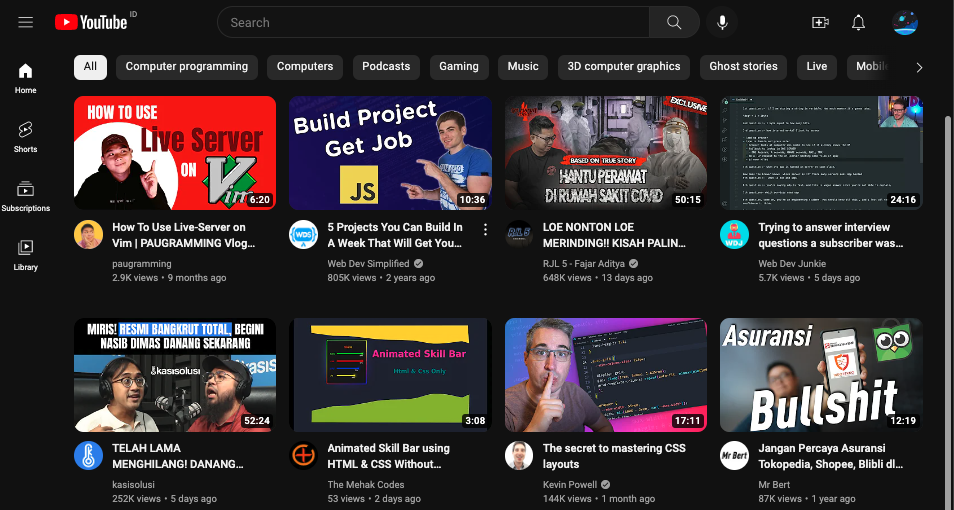 YouTube ID
Search
All
Computer programming
Computers
Podcasts
Gaming
Music
3D computer graphics
Ghost stories
Live
Mobil
Home
Shorts
Subscriptions
Library
HOW TO USE
Live Server
ON
Vim
6:20
Build Project
Get Job
JS
10:36
EXCLUSIVE
BASED ON TRUE STORY
HANTU PERAWAT
DI RUMAH SAKIT COVID
50:15
24:16
How To Use Live-Server on
Vim | PAUGRAMMING Vlog...
paugramming
2.9K views • 9 months ago
WDS
5 Projects You Can Build In
A Week That Will Get You...
Web Dev Simplified
805K views • 2 years ago
RJL 5
LOE NONTON LOE
MERINDING!! KISAH PALIN...
RJL 5 - Fajar Aditya
648K views • 13 days ago
WDJ
Trying to answer interview
questions a subscriber was...
Web Dev Junkie
5.7K views • 5 days ago
MIRIS! RESMI BANGKRUT TOTAL, BEGINI
NASIB DIMAS DANANG SEKARANG
kasisolusi
52:24
Animated Skill Bar
Html & Css Only
3:08
17:11
Asuransi
Bullshit
12:19
TELAH LAMA
MENGHILANG! DANANG...
kasisolusi
252K views • 5 days ago
Animated Skill Bar using
HTML & CSS Without...
The Mehak Codes
53 views • 2 days ago
The secret to mastering CSS
layouts
Kevin Powell
144K views • 1 month ago
Mr Bert
Jangan Percaya Asuransi
Tokopedia, Shopee, Blibli dl...
Mr Bert
87K views • 1 year ago